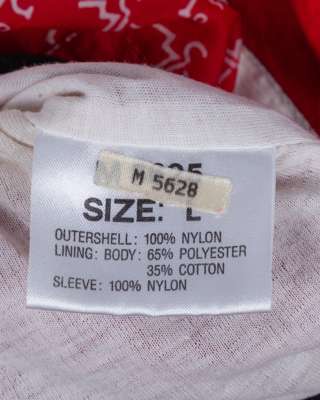 M 5628
SIZE: L
OUTERSHELL: 100% NYLON
LINING: BODY: 65% POLYESTER
35% COTTON
SLEEVE: 100% NYLON